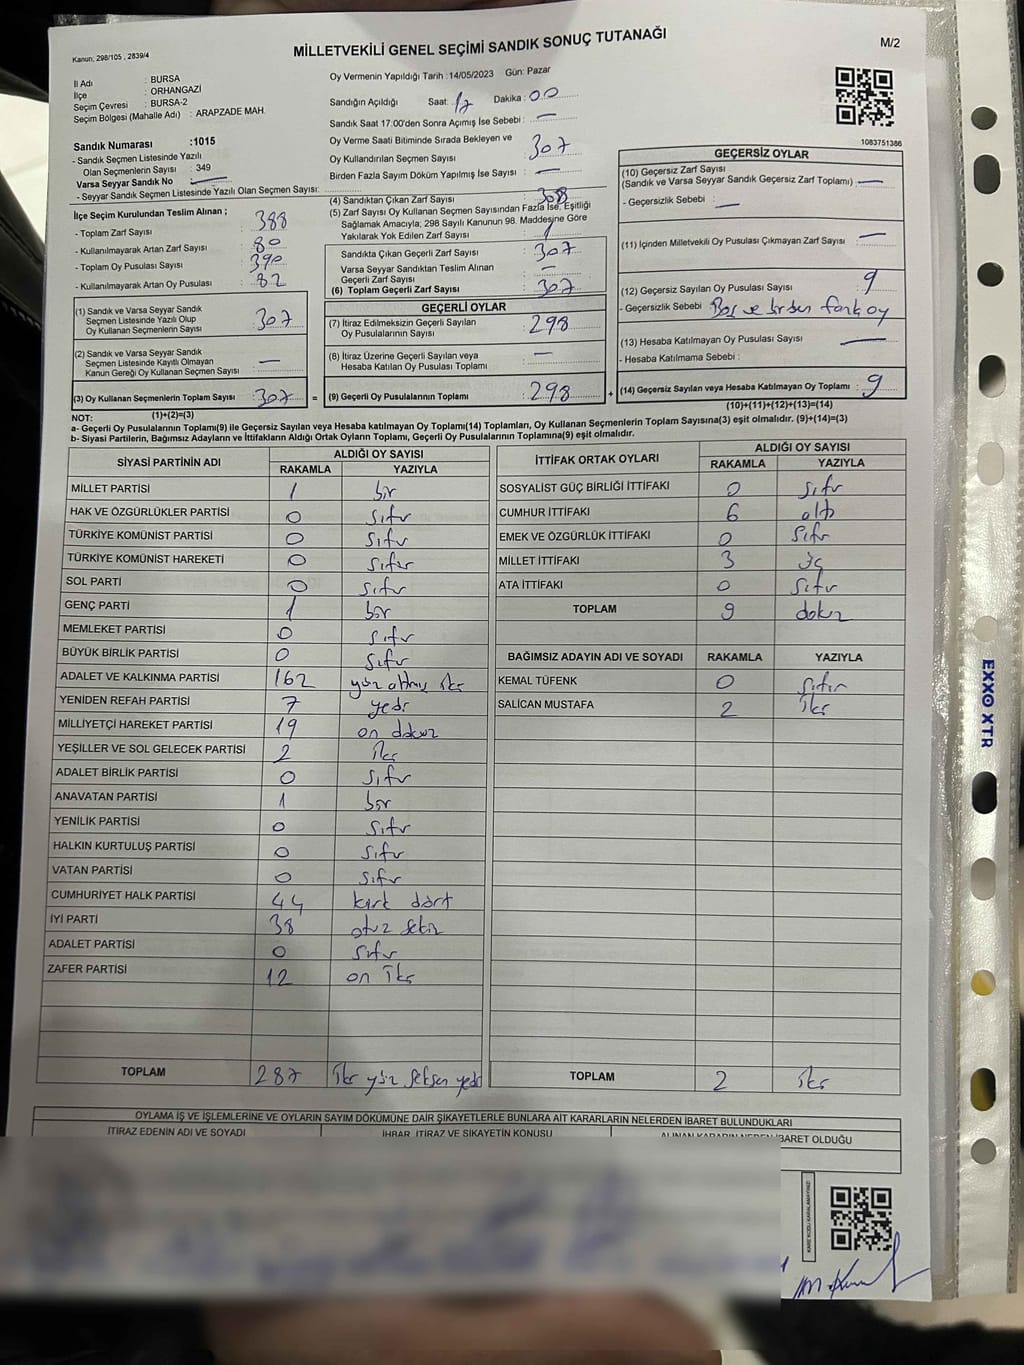 Kanun: 298/105 , 2839/4
MİLLETVEKİLİ GENEL SEÇİMİ SANDIK SONUÇ TUTANAĞI
M/2
İl Adı : BURSA
İlçe : ORHANGAZİ
Seçim Çevresi : BURSA-2
Seçim Bölgesi (Mahalle Adı) : ARAPZADE MAH.
Oy Vermenin Yapıldığı Tarih :14/05/2023 Gün: Pazar
Sandığın Açıldığı Saat: 17 Dakika : 00
Sandık Saat 17:00'den Sonra Açımış İse Sebebi : —
Sandık Numarası :1015
- Sandık Seçmen Listesinde Yazılı
Olan Seçmenlerin Sayısı : 349
Varsa Seyyar Sandık No : —
- Seyyar Sandık Seçmen Listesinde Yazılı Olan Seçmen Sayısı:
Oy Verme Saati Bitiminde Sırada Bekleyen ve
Oy Kullandırılan Seçmen Sayısı : 307
Birden Fazla Sayım Döküm Yapılmış İse Sayısı : —
1083751386
İlçe Seçim Kurulundan Teslim Alınan ;
- Toplam Zarf Sayısı : 388
- Kullanılmayarak Artan Zarf Sayısı : 80
- Toplam Oy Pusulası Sayısı : 390
- Kullanılmayarak Artan Oy Pusulası : 82
(4) Sandıktan Çıkan Zarf Sayısı : 308
(5) Zarf Sayısı Oy Kullanan Seçmen Sayısından Fazla İse, Eşitliği
Sağlamak Amacıyla, 298 Sayılı Kanunun 98. Maddesine Göre
Yakılarak Yok Edilen Zarf Sayısı : 1
Sandıkta Çıkan Geçerli Zarf Sayısı : 307
Varsa Seyyar Sandıktan Teslim Alınan
Geçerli Zarf Sayısı : —
(6) Toplam Geçerli Zarf Sayısı : 307
(1) Sandık ve Varsa Seyyar Sandık
Seçmen Listesinde Yazılı Olup
Oy Kullanan Seçmenlerin Sayısı : 307
(2) Sandık ve Varsa Seyyar Sandık
Seçmen Listesinde Kayıtlı Olmayan
Kanun Gereği Oy Kullanan Seçmen Sayısı : —
(3) Oy Kullanan Seçmenlerin Toplam Sayısı : 307 =
(1)+(2)=(3)
GEÇERLİ OYLAR
(7) İtiraz Edilmeksizin Geçerli Sayılan
Oy Pusulalarının Sayısı : 298
(8) İtiraz Üzerine Geçerli Sayılan veya
Hesaba Katılan Oy Pusulası Toplamı : —
(9) Geçerli Oy Pusulalarının Toplamı : 298 +
GEÇERSİZ OYLAR
(10) Geçersiz Zarf Sayısı
(Sandık ve Varsa Seyyar Sandık Geçersiz Zarf Toplamı) : —
- Geçersizlik Sebebi : —
(11) İçinden Milletvekili Oy Pusulası Çıkmayan Zarf Sayısı : —
(12) Geçersiz Sayılan Oy Pusulası Sayısı : 9
- Geçersizlik Sebebi : Boş ve birden fazla oy
(13) Hesaba Katılmayan Oy Pusulası Sayısı : —
- Hesaba Katılmama Sebebi :
(14) Geçersiz Sayılan veya Hesaba Katılmayan Oy Toplamı : 9
(10)+(11)+(12)+(13)=(14)
NOT:
a- Geçerli Oy Pusulalarının Toplamı(9) ile Geçersiz Sayılan veya Hesaba katılmayan Oy Toplamı(14) Toplamları, Oy Kullanan Seçmenlerin Toplam Sayısına(3) eşit olmalıdır. (9)+(14)=(3)
b- Siyasi Partilerin, Bağımsız Adayların ve İttifakların Aldığı Ortak Oyların Toplamı, Geçerli Oy Pusulalarının Toplamına(9) eşit olmalıdır.
SİYASİ PARTİNİN ADI ALDIĞI OY SAYISI
RAKAMLA YAZIYLA
MİLLET PARTİSİ 1 bir
HAK VE ÖZGÜRLÜKLER PARTİSİ 0 sıfır
TÜRKİYE KOMÜNİST PARTİSİ 0 sıfır
TÜRKİYE KOMÜNİST HAREKETİ 0 sıfır
SOL PARTİ 0 sıfır
GENÇ PARTİ 1 bir
MEMLEKET PARTİSİ 0 sıfır
BÜYÜK BİRLİK PARTİSİ 0 sıfır
ADALET VE KALKINMA PARTİSİ 162 yüz altmış iki
YENİDEN REFAH PARTİSİ 7 yedi
MİLLİYETÇİ HAREKET PARTİSİ 19 on dokuz
YEŞİLLER VE SOL GELECEK PARTİSİ 2 iki
ADALET BİRLİK PARTİSİ 0 sıfır
ANAVATAN PARTİSİ 1 bir
YENİLİK PARTİSİ 0 sıfır
HALKIN KURTULUŞ PARTİSİ 0 sıfır
VATAN PARTİSİ 0 sıfır
CUMHURİYET HALK PARTİSİ 44 kırk dört
İYİ PARTİ 38 otuz sekiz
ADALET PARTİSİ 0 sıfır
ZAFER PARTİSİ 12 on iki
TOPLAM 287 iki yüz seksen yedi
İTTİFAK ORTAK OYLARI ALDIĞI OY SAYISI
RAKAMLA YAZIYLA
SOSYALİST GÜÇ BİRLİĞİ İTTİFAKI 0 sıfır
CUMHUR İTTİFAKI 6 altı
EMEK VE ÖZGÜRLÜK İTTİFAKI 0 sıfır
MİLLET İTTİFAKI 3 üç
ATA İTTİFAKI 0 sıfır
TOPLAM 9 dokuz
BAĞIMSIZ ADAYIN ADI VE SOYADI RAKAMLA YAZIYLA
KEMAL TÜFENK 0 sıfır
SALİCAN MUSTAFA 2 iki
TOPLAM 2 iki
OYLAMA İŞ VE İŞLEMLERİNE VE OYLARIN SAYIM DÖKÜMÜNE DAİR ŞİKAYETLERLE BUNLARA AİT KARARLARIN NELERDEN İBARET BULUNDUKLARI
İTİRAZ EDENİN ADI VE SOYADI İHBAR, İTİRAZ VE ŞİKAYETİN KONUSU ALINAN KARARIN NEDEN İBARET OLDUĞU
EXXO XTR